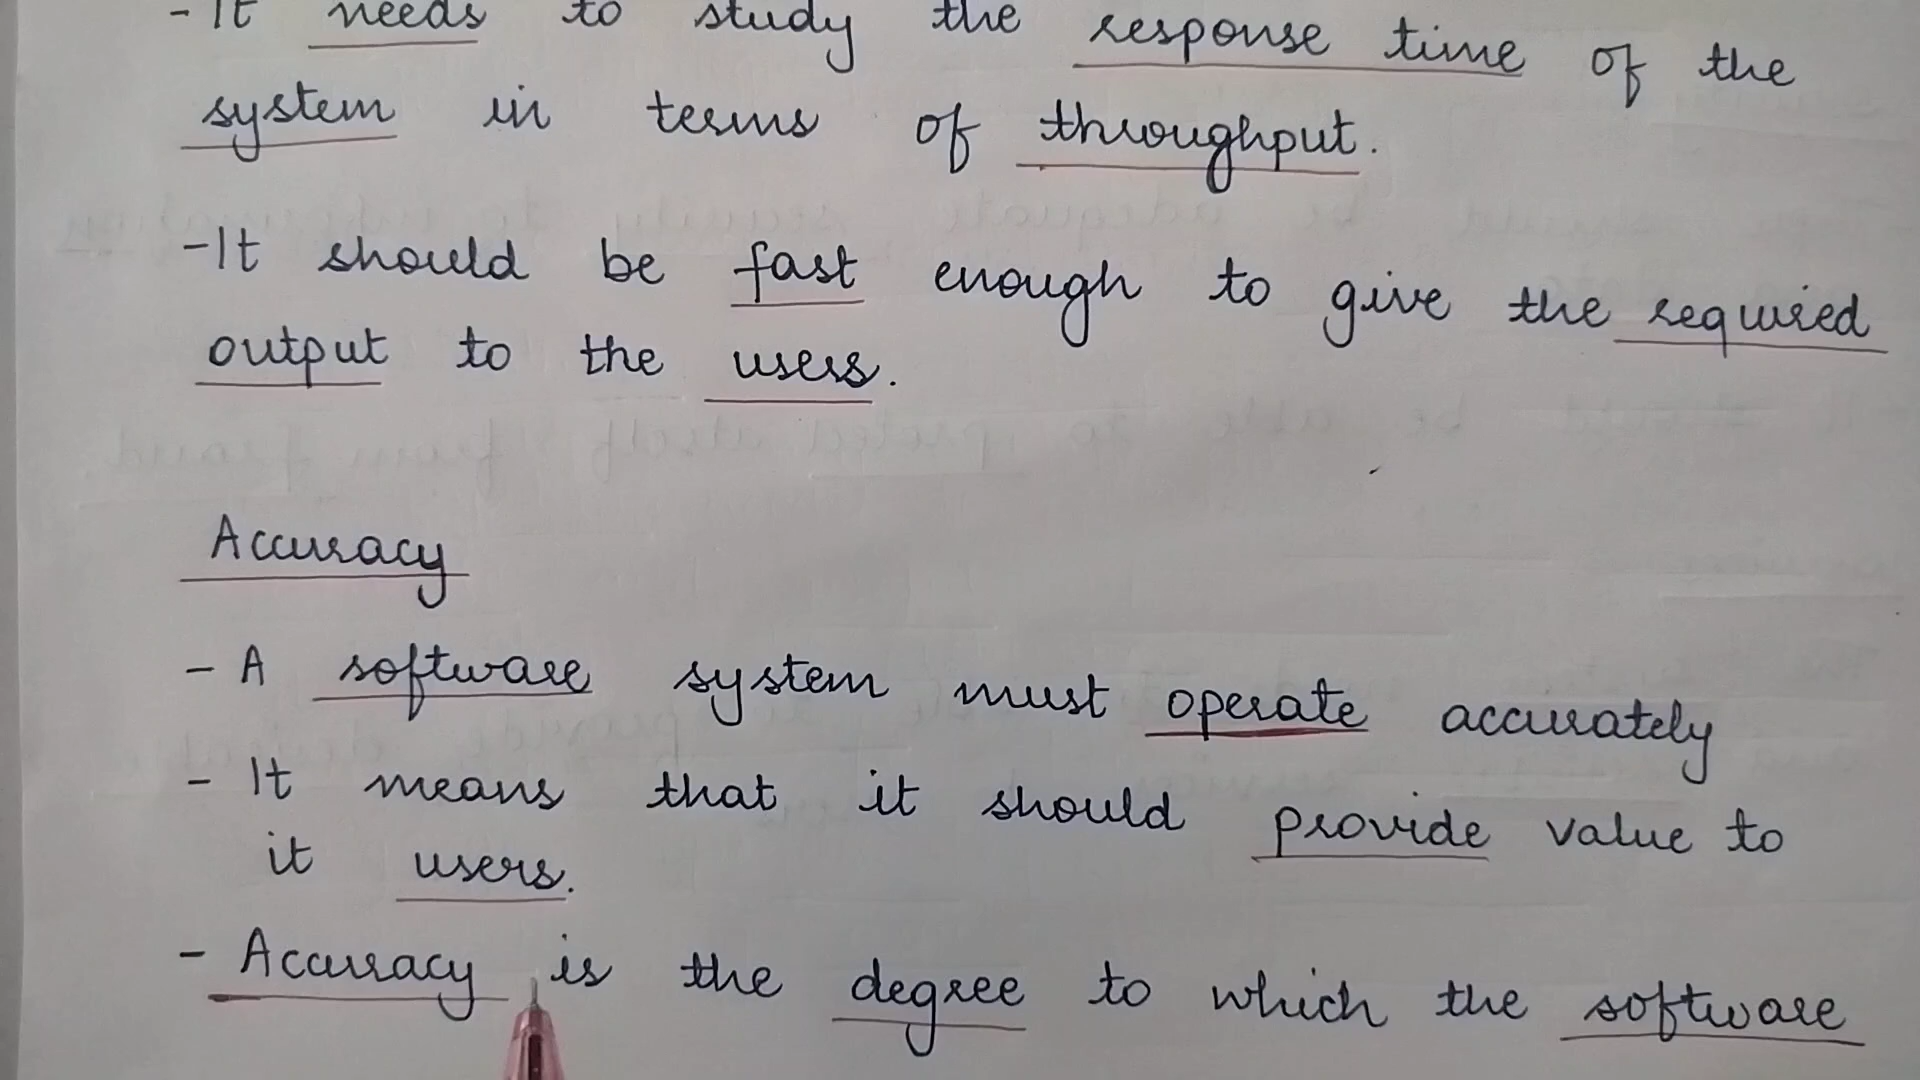 - It needs to study the response time of the
system in terms of throughput.
- It should be fast enough to give the required
output to the users.
Accuracy
- A software system must operate accurately
- It means that it should provide value to
it users.
- Accuracy is the degree to which the software